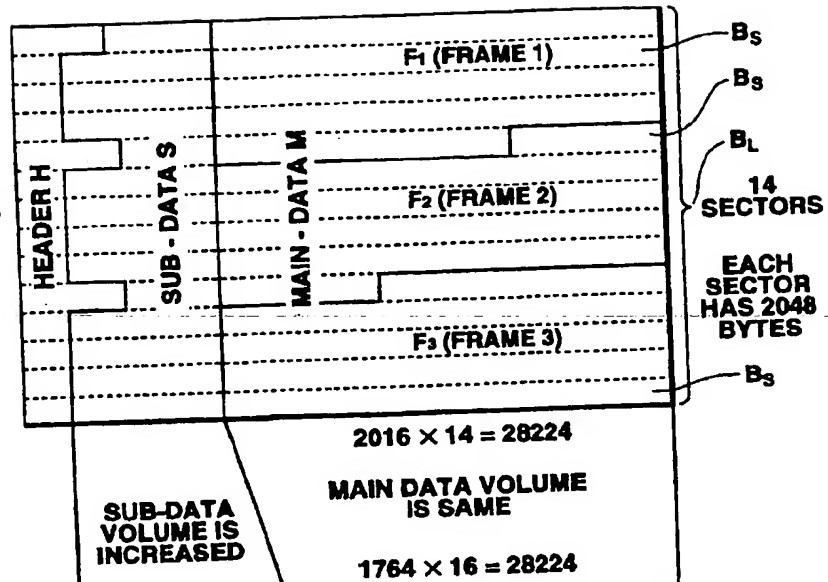 HEADER H
SUB - DATA S
MAIN - DATA M
F1 (FRAME 1)
F2 (FRAME 2)
F3 (FRAME 3)
BS
BS
BL
14
SECTORS
EACH
SECTOR
HAS 2048
BYTES
BS
2016 × 14 = 28224
SUB-DATA
VOLUME IS
INCREASED
MAIN DATA VOLUME
IS SAME
1764 × 16 = 28224